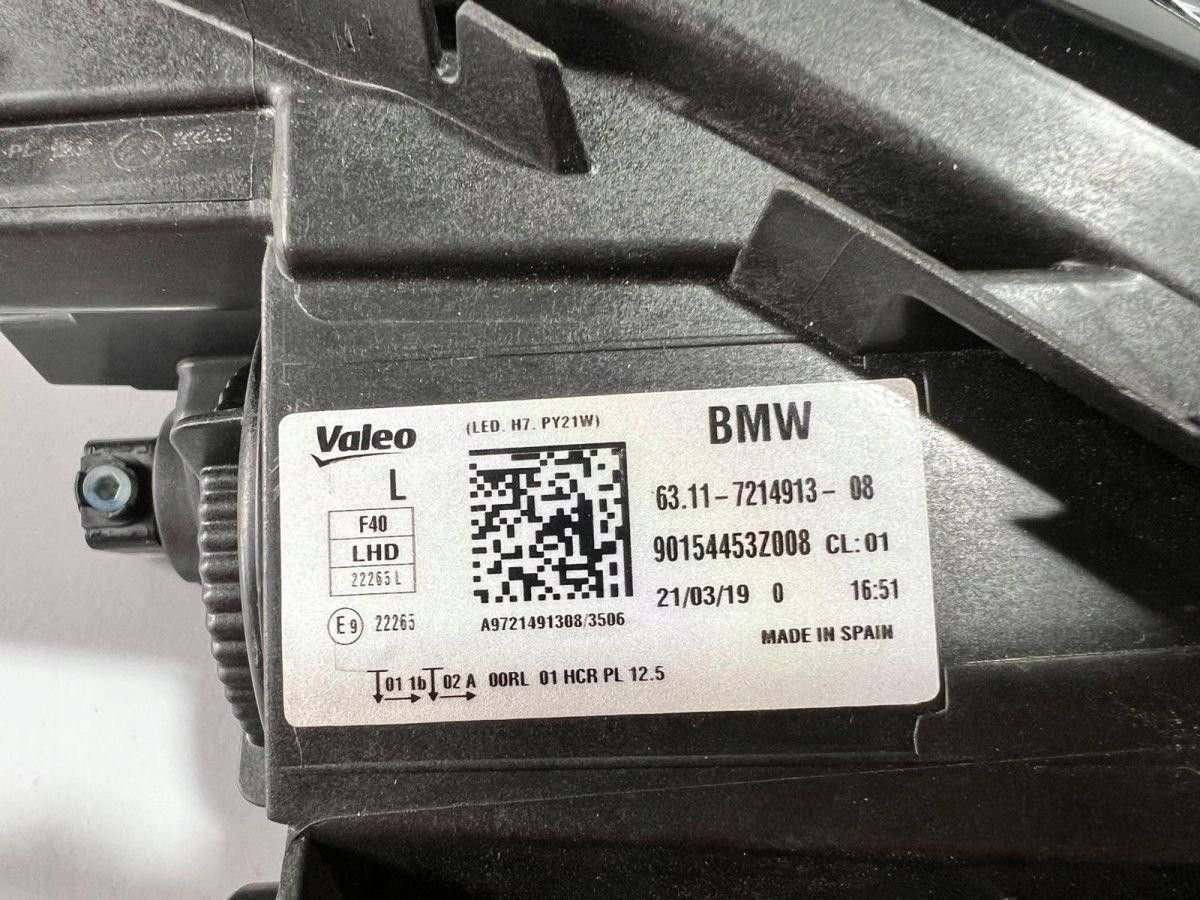 Valeo
(LED. H7. PY21W)
BMW
L
F40
LHD
22265 L
E9 22265
63.11-7214913- 08
90154453Z008 CL:01
21/03/19 0 16:51
MADE IN SPAIN
A9721491308/3506
01 1b 02 A 00RL 01 HCR PL 12.5